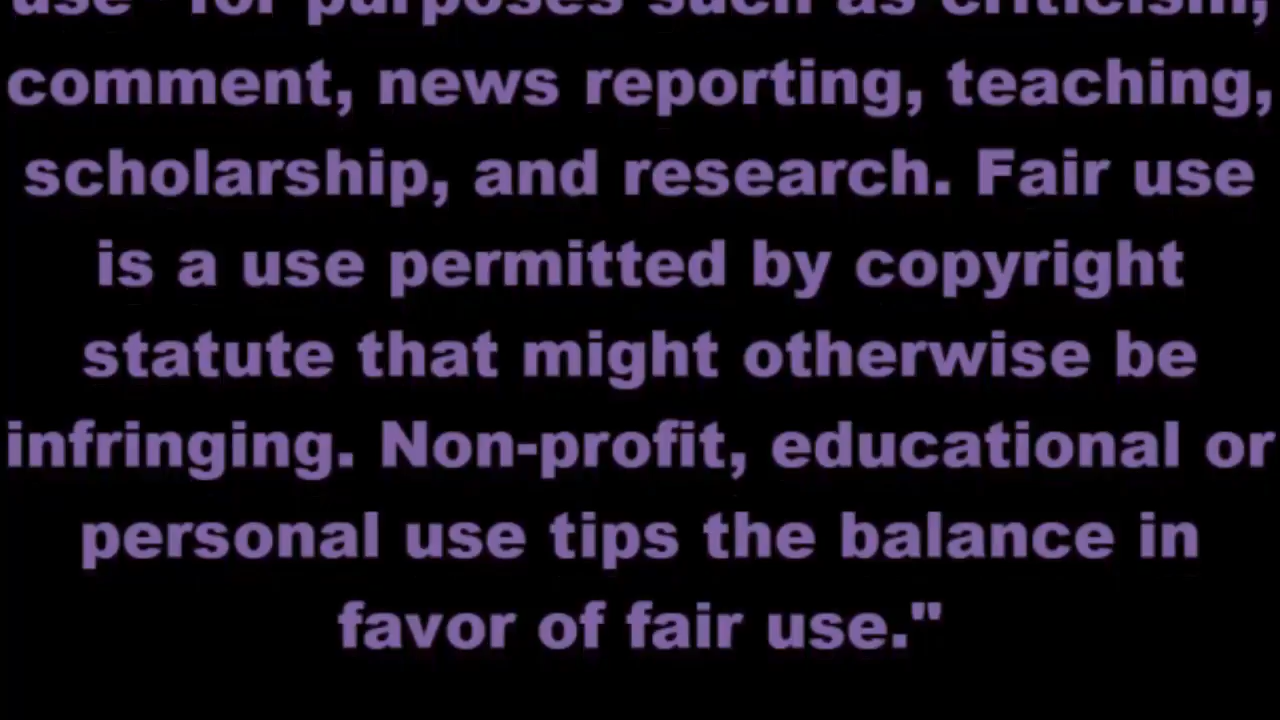 use" for purposes such as criticism,
comment, news reporting, teaching,
scholarship, and research. Fair use
is a use permitted by copyright
statute that might otherwise be
infringing. Non-profit, educational or
personal use tips the balance in
favor of fair use."